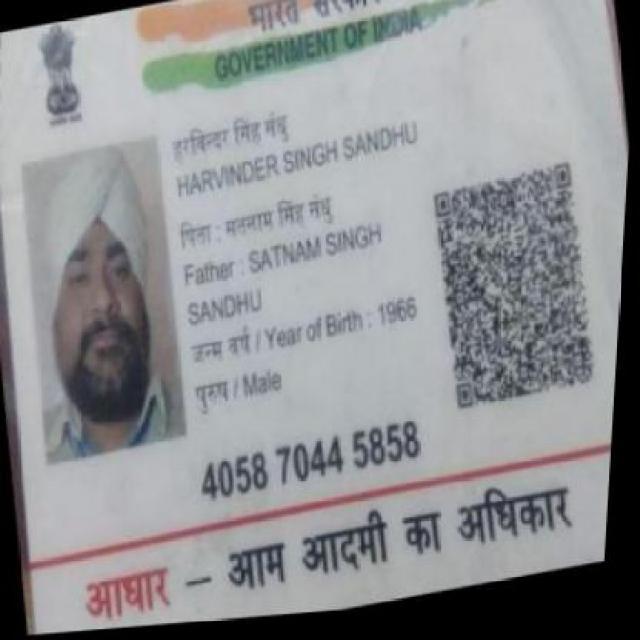 भारत सरकार
GOVERNMENT OF INDIA
हरविन्दर सिंह संधु
HARVINDER SINGH SANDHU
पिता : सतनाम सिंह संधु
Father : SATNAM SINGH
SANDHU
जन्म वर्ष / Year of Birth : 1966
पुरुष / Male
4058 7044 5858
आधार – आम आदमी का अधिकार